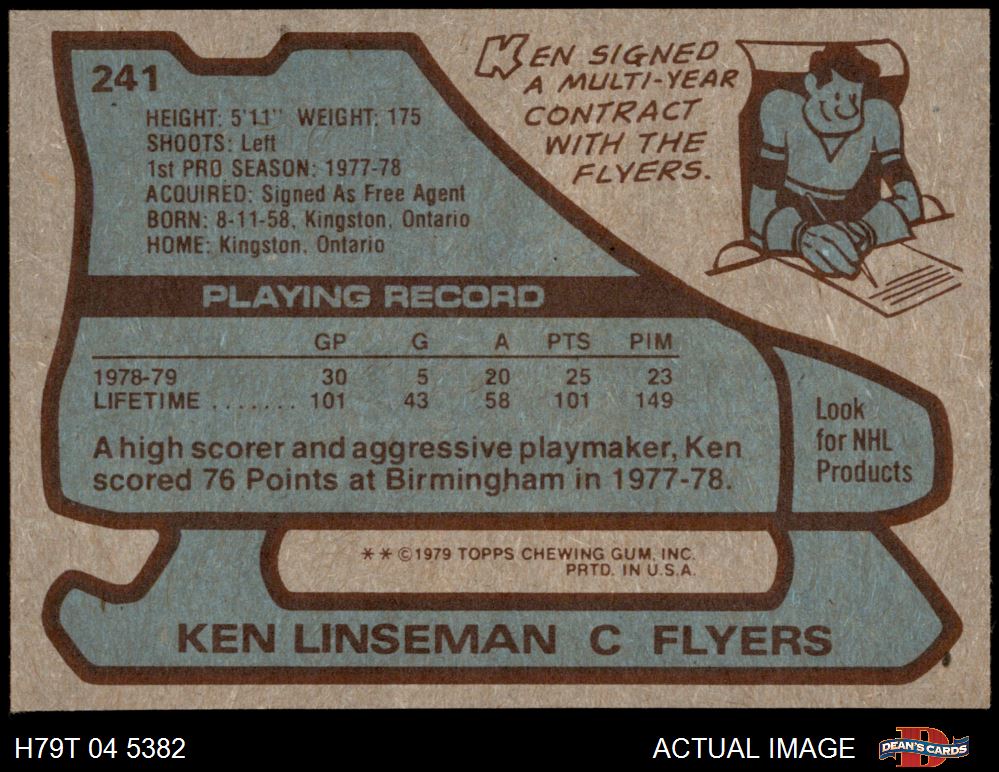 241
HEIGHT: 5'11" WEIGHT: 175
SHOOTS: Left
1st PRO SEASON: 1977-78
ACQUIRED: Signed As Free Agent
BORN: 8-11-58, Kingston, Ontario
HOME: Kingston, Ontario
KEN SIGNED
A MULTI-YEAR
CONTRACT
WITH THE
FLYERS.
PLAYING RECORD
GP G A PTS PIM
1978-79 30 5 20 25 23
LIFETIME ....... 101 43 58 101 149
A high scorer and aggressive playmaker, Ken
scored 76 Points at Birmingham in 1977-78.
Look
for NHL
Products
** ©1979 TOPPS CHEWING GUM, INC.
PRTD. IN U.S.A.
KEN LINSEMAN C FLYERS
H79T 04 5382
ACTUAL IMAGE
DEAN'S CARDS